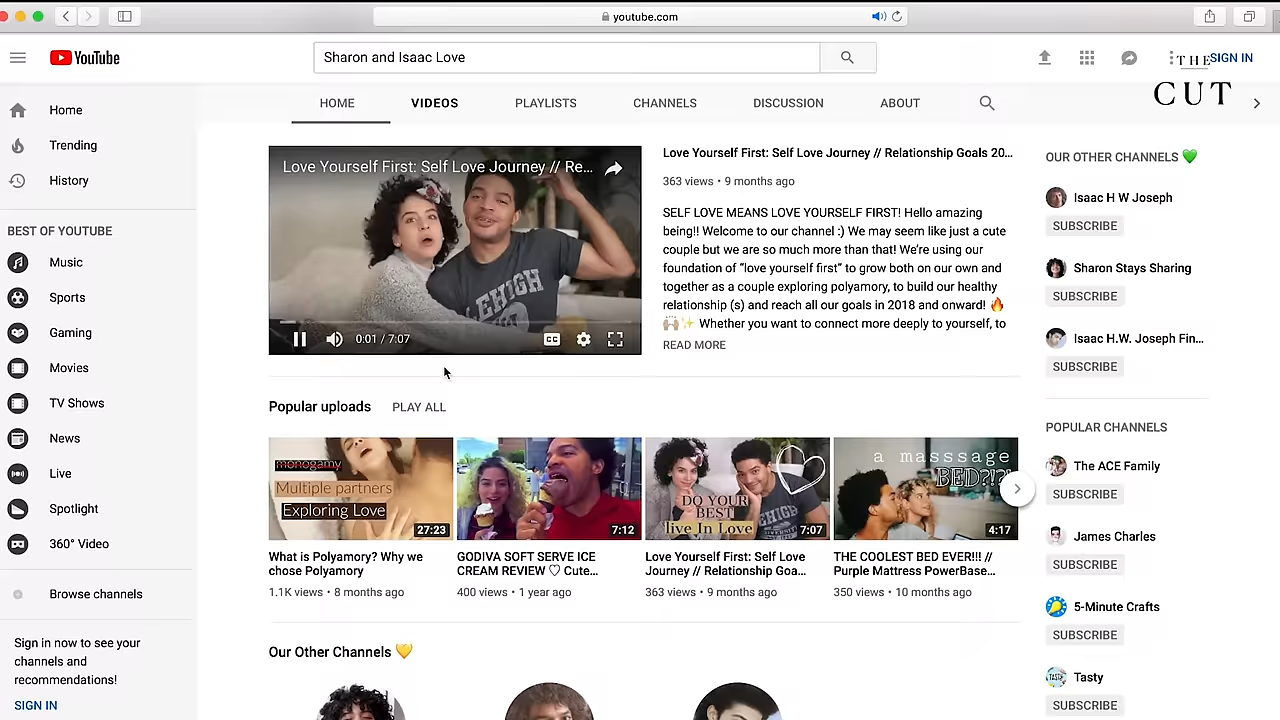 youtube.com
YouTube
Sharon and Isaac Love
SIGN IN
THE
CUT
HOME
VIDEOS
PLAYLISTS
CHANNELS
DISCUSSION
ABOUT
Home
Trending
History
BEST OF YOUTUBE
Music
Sports
Gaming
Movies
TV Shows
News
Live
Spotlight
360° Video
Browse channels
Sign in now to see your
channels and
recommendations!
SIGN IN
Love Yourself First: Self Love Journey // Re...
LEHIGH
0:01 / 7:07
CC
Love Yourself First: Self Love Journey // Relationship Goals 20...
363 views • 9 months ago
SELF LOVE MEANS LOVE YOURSELF FIRST! Hello amazing
being!! Welcome to our channel :) We may seem like just a cute
couple but we are so much more than that! We're using our
foundation of "love yourself first" to grow both on our own and
together as a couple exploring polyamory, to build our healthy
relationship (s) and reach all our goals in 2018 and onward! 🔥
🙌🏼✨ Whether you want to connect more deeply to yourself, to
READ MORE
Popular uploads
PLAY ALL
monogamy
Multiple partners
Exploring Love
27:23
What is Polyamory? Why we
chose Polyamory
1.1K views • 8 months ago
7:12
GODIVA SOFT SERVE ICE
CREAM REVIEW ♡ Cute...
400 views • 1 year ago
DO YOUR
BEST
live In Love
LEHIGH
7:07
Love Yourself First: Self Love
Journey // Relationship Goa...
363 views • 9 months ago
a masssage
BED?!?
4:17
THE COOLEST BED EVER!!! //
Purple Mattress PowerBase...
350 views • 10 months ago
Our Other Channels 💛
OUR OTHER CHANNELS 💚
Isaac H W Joseph
SUBSCRIBE
Sharon Stays Sharing
SUBSCRIBE
Isaac H.W. Joseph Fin...
SUBSCRIBE
POPULAR CHANNELS
The ACE Family
SUBSCRIBE
James Charles
SUBSCRIBE
5-Minute Crafts
SUBSCRIBE
TASTY
Tasty
SUBSCRIBE